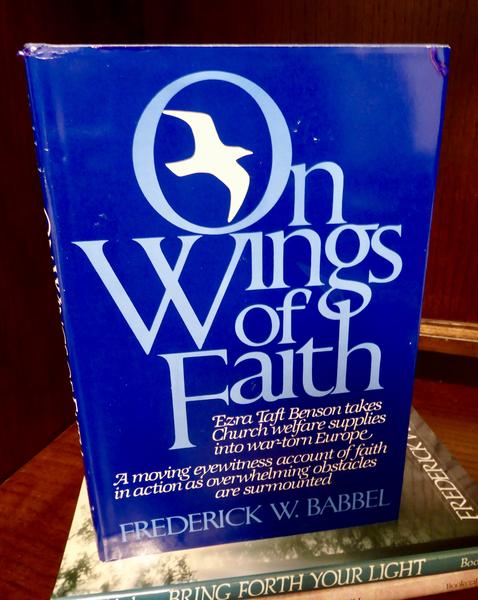 On
Wings
of
Faith
Ezra Taft Benson takes
Church welfare supplies
into war-torn Europe
A moving eyewitness account of faith
in action as overwhelming obstacles
are surmounted
FREDERICK W. BABBEL
FREDERICK
BRING FORTH YOUR LIGHT